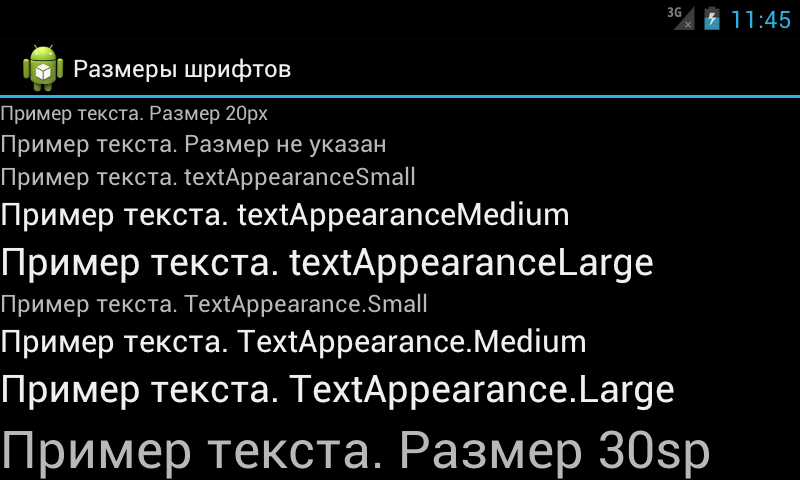 3G 11:45
Размеры шрифтов
Пример текста. Размер 20px
Пример текста. Размер не указан
Пример текста. textAppearanceSmall
Пример текста. textAppearanceMedium
Пример текста. textAppearanceLarge
Пример текста. TextAppearance.Small
Пример текста. TextAppearance.Medium
Пример текста. TextAppearance.Large
Пример текста. Размер 30sp